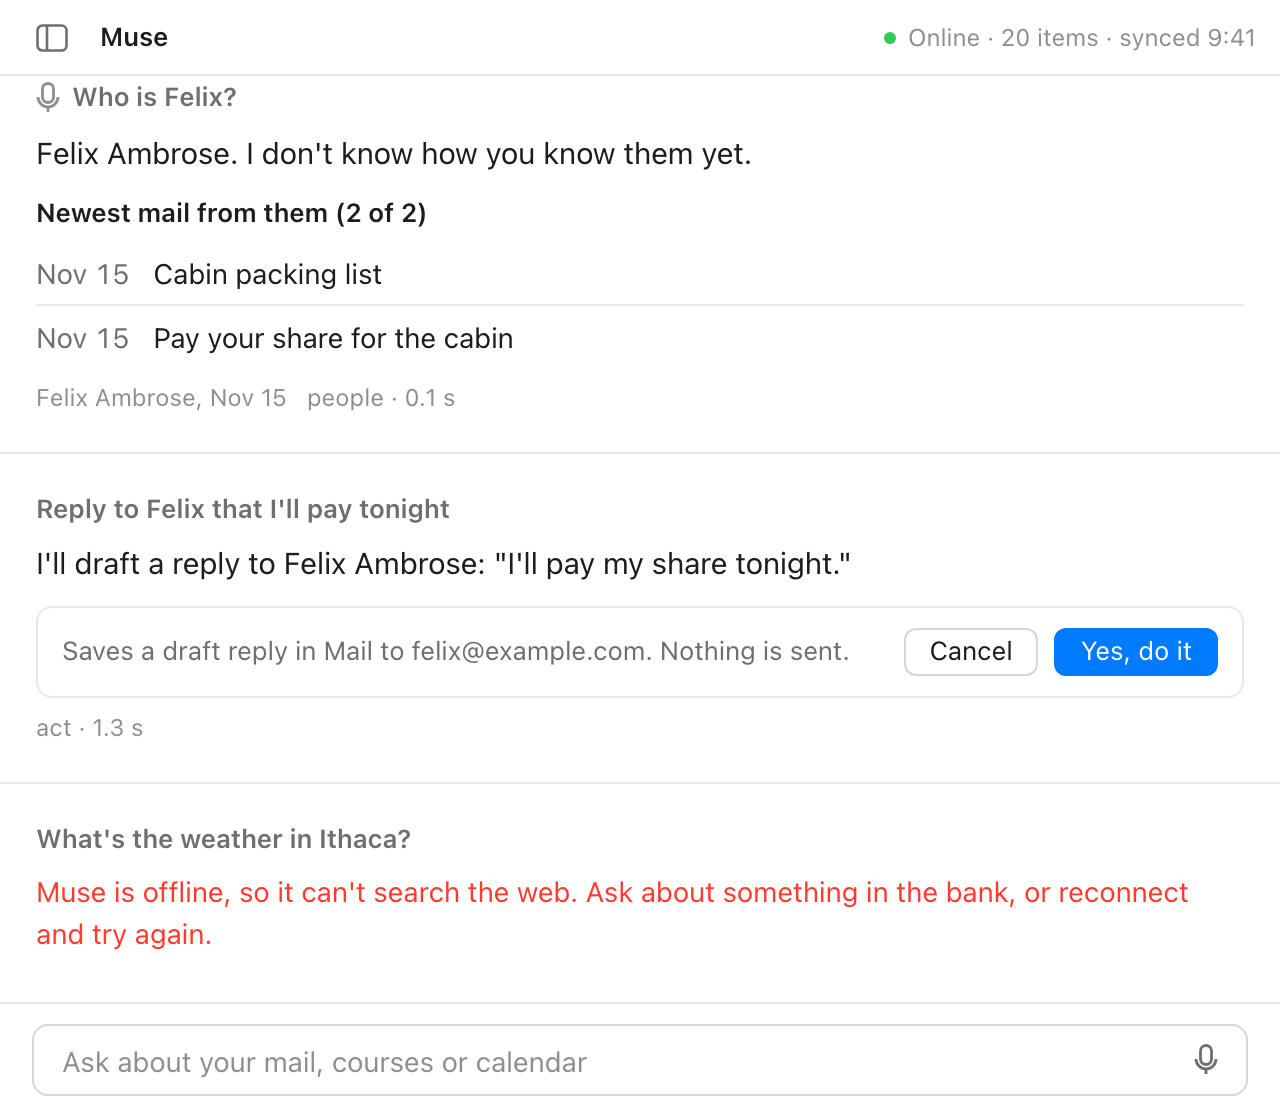 Muse
Online · 20 items · synced 9:41
Who is Felix?
Felix Ambrose. I don't know how you know them yet.
Newest mail from them (2 of 2)
Nov 15 Cabin packing list
Nov 15 Pay your share for the cabin
Felix Ambrose, Nov 15 people · 0.1 s
Reply to Felix that I'll pay tonight
I'll draft a reply to Felix Ambrose: "I'll pay my share tonight."
Saves a draft reply in Mail to felix@example.com. Nothing is sent.
Cancel
Yes, do it
act · 1.3 s
What's the weather in Ithaca?
Muse is offline, so it can't search the web. Ask about something in the bank, or reconnect
and try again.
Ask about your mail, courses or calendar